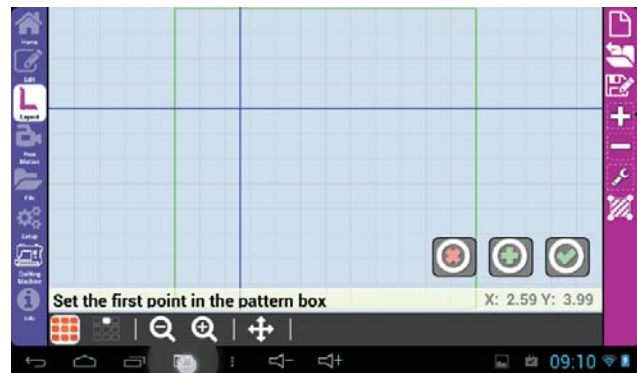 Home
Edit
Layout
Free
Motion
File
Setup
Quilting
Machine
Info
Set the first point in the pattern box
X: 2.59 Y: 3.99
09:10